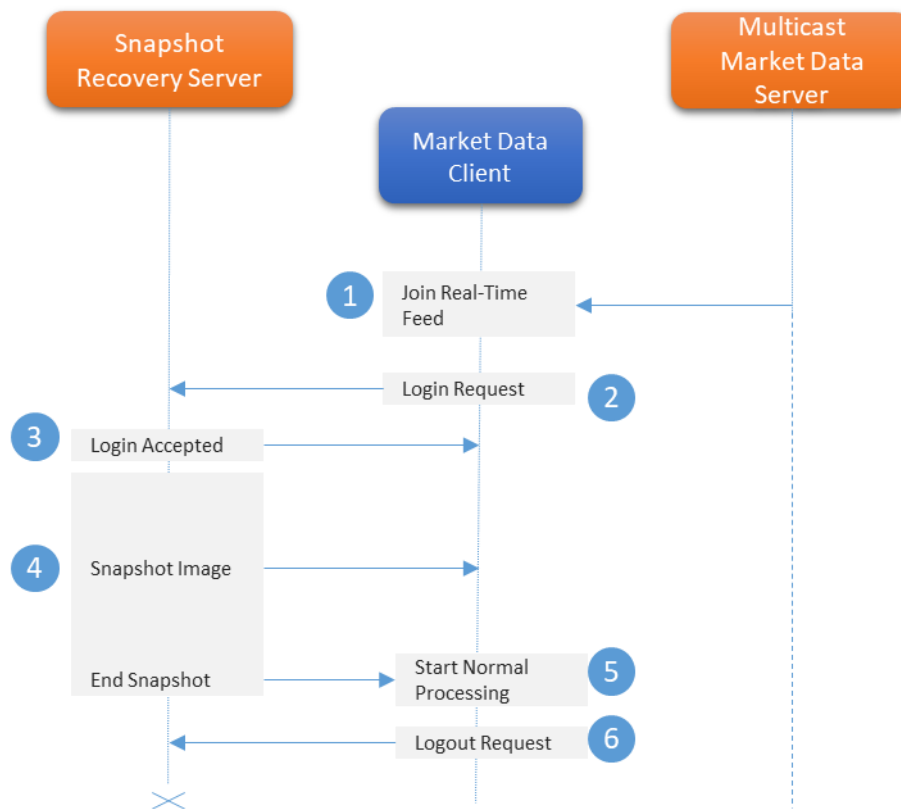 Snapshot
Recovery Server
Multicast
Market Data
Server
Market Data
Client
1
Join Real-Time
Feed
Login Request
2
3
Login Accepted
4
Snapshot Image
End Snapshot
Start Normal
Processing
5
Logout Request
6